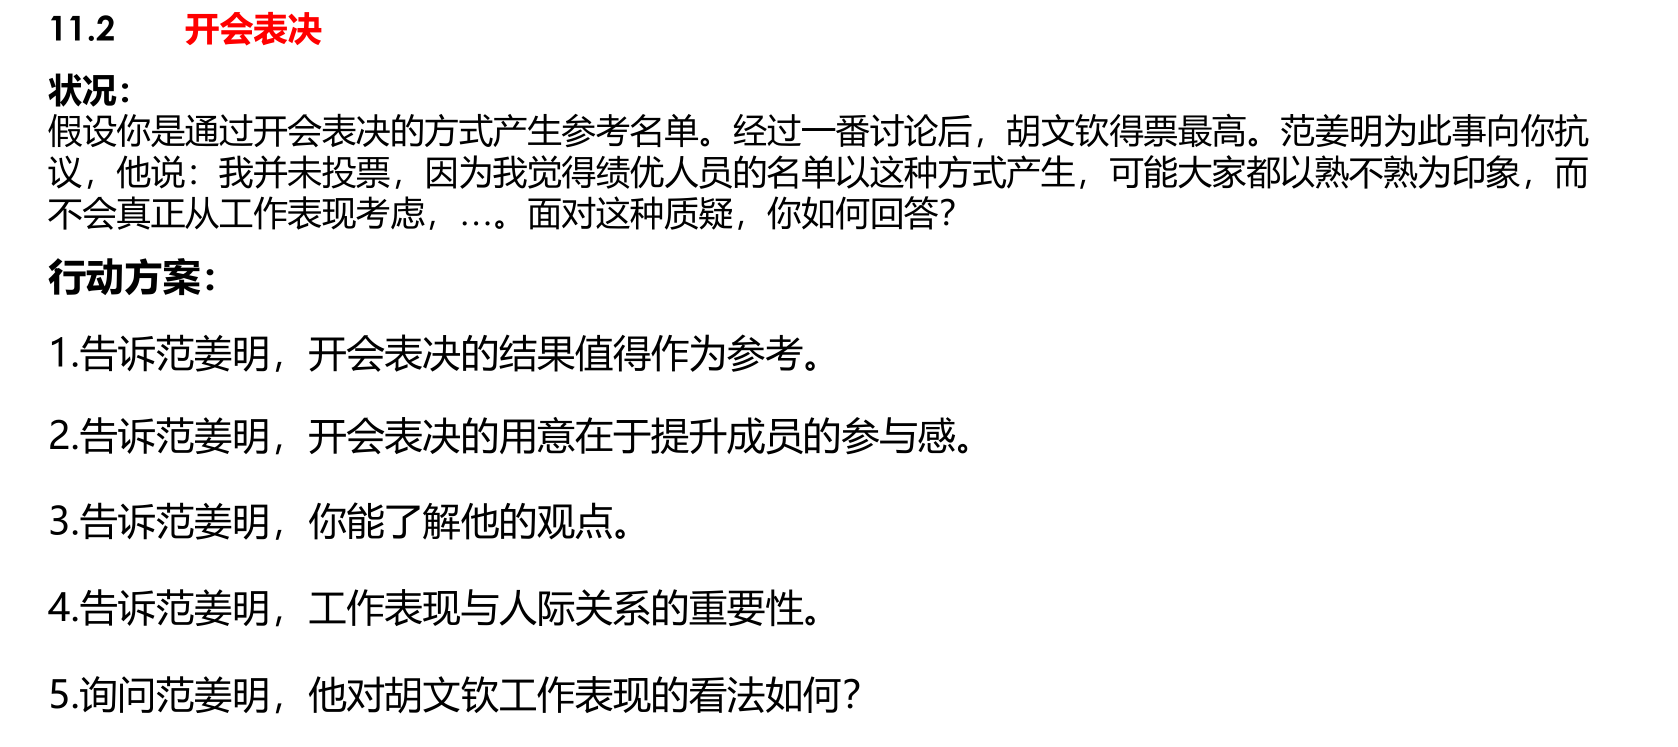 11.2 开会表决
状况：
假设你是通过开会表决的方式产生参考名单。经过一番讨论后，胡文钦得票最高。范姜明为此事向你抗
议，他说：我并未投票，因为我觉得绩优人员的名单以这种方式产生，可能大家都以熟不熟为印象，而
不会真正从工作表现考虑，…。面对这种质疑，你如何回答？
行动方案：
1.告诉范姜明，开会表决的结果值得作为参考。
2.告诉范姜明，开会表决的用意在于提升成员的参与感。
3.告诉范姜明，你能了解他的观点。
4.告诉范姜明，工作表现与人际关系的重要性。
5.询问范姜明，他对胡文钦工作表现的看法如何？